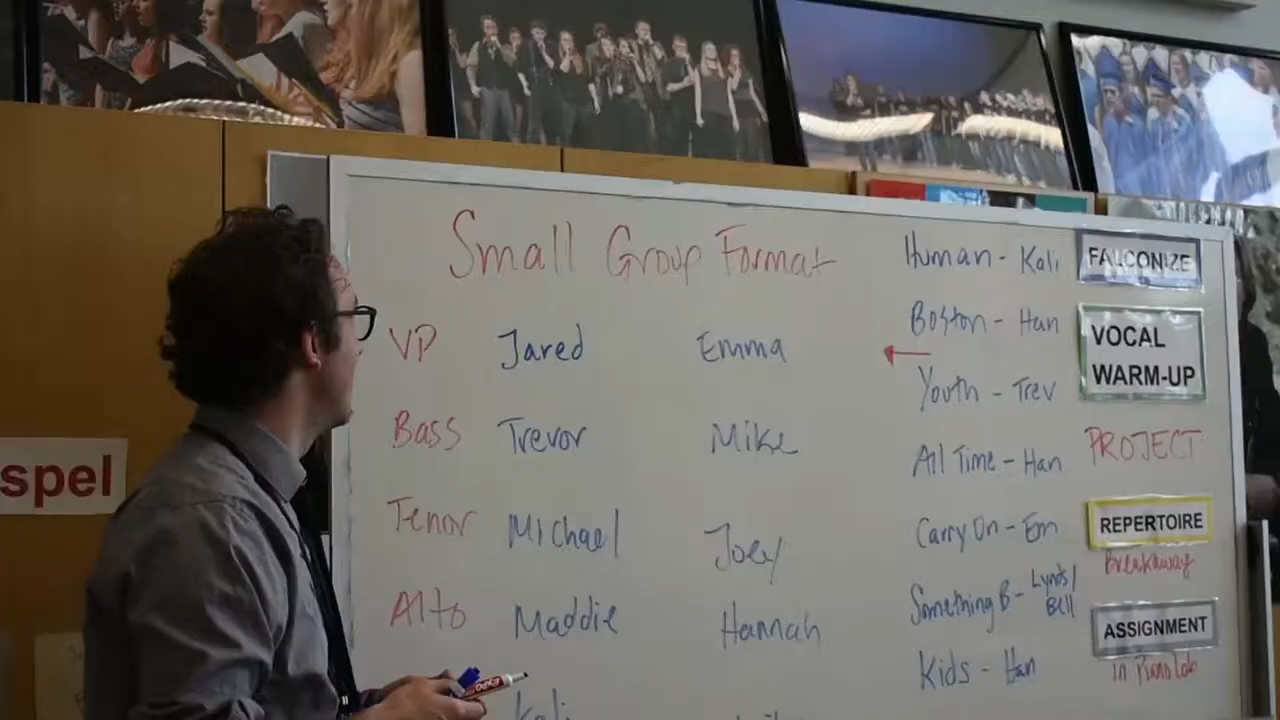 Small Group Format
VP Jared Emma
Bass Trevor Mike
Tenor Michael Joey
Alto Maddie Hannah
Kali
Human - Kali
Boston - Han
Youth - Trev
All Time - Han
Carry On - Em
Something B - Lynds/
Bell
Kids - Han
FALCONIZE
VOCAL
WARM-UP
PROJECT
REPERTOIRE
Breakaway
ASSIGNMENT
in Piano Lab
spel
EXPO